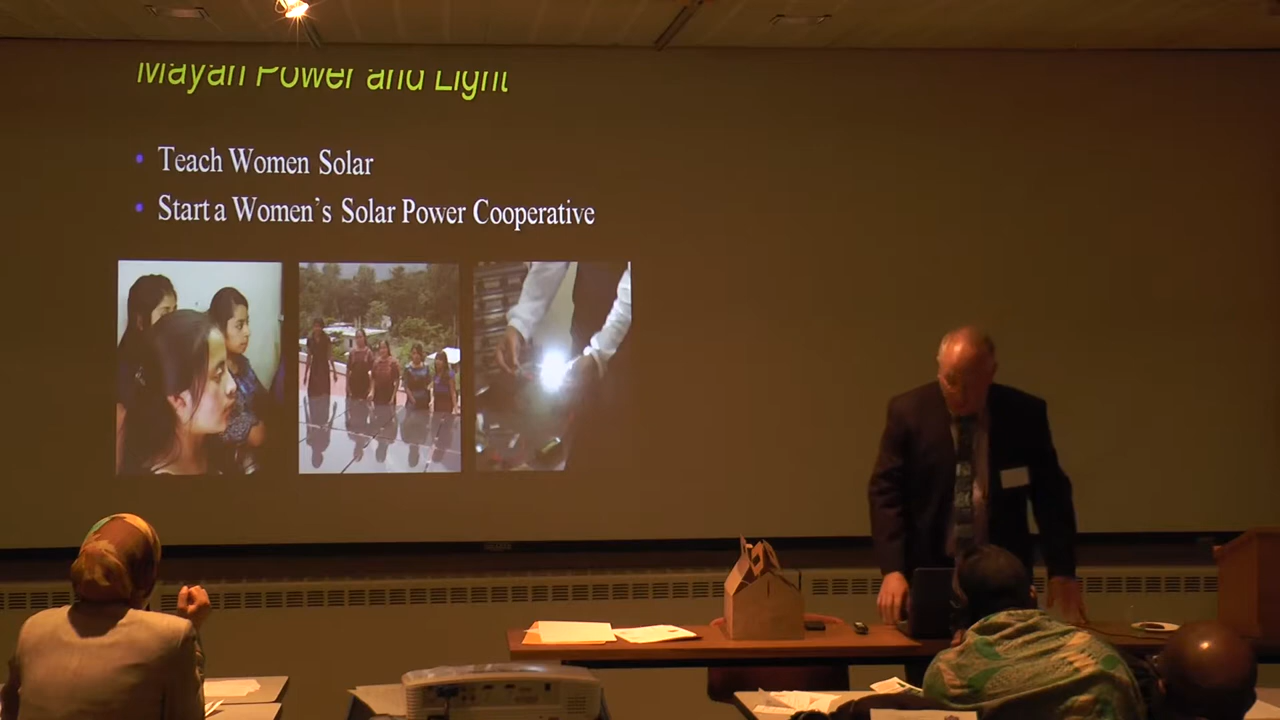 Mayan Power and Light
• Teach Women Solar
• Start a Women's Solar Power Cooperative